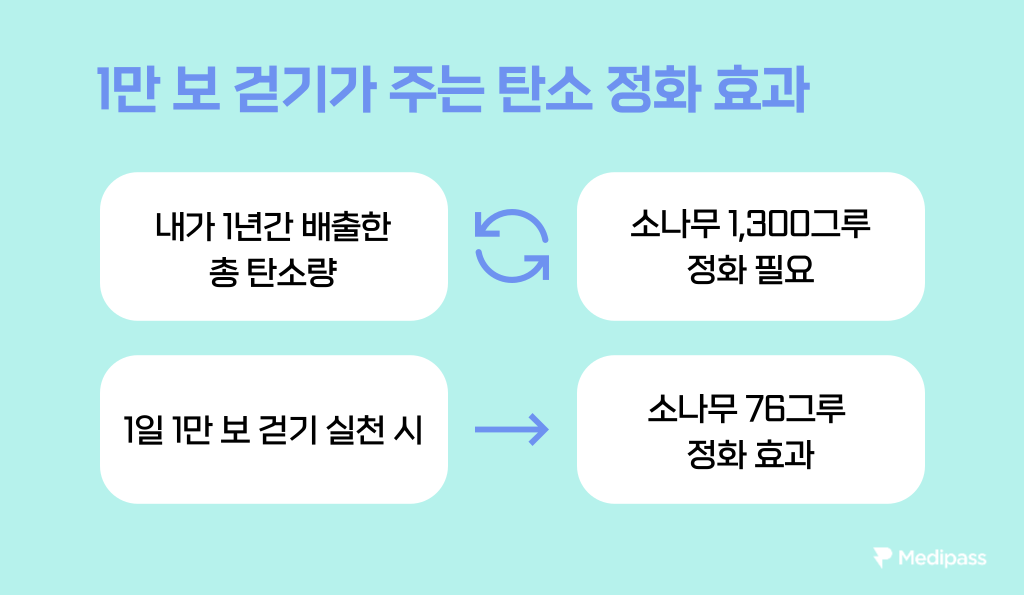 1만 보 걷기가 주는 탄소 정화 효과
내가 1년간 배출한
총 탄소량
소나무 1,300그루
정화 필요
1일 1만 보 걷기 실천 시
소나무 76그루
정화 효과
Medipass